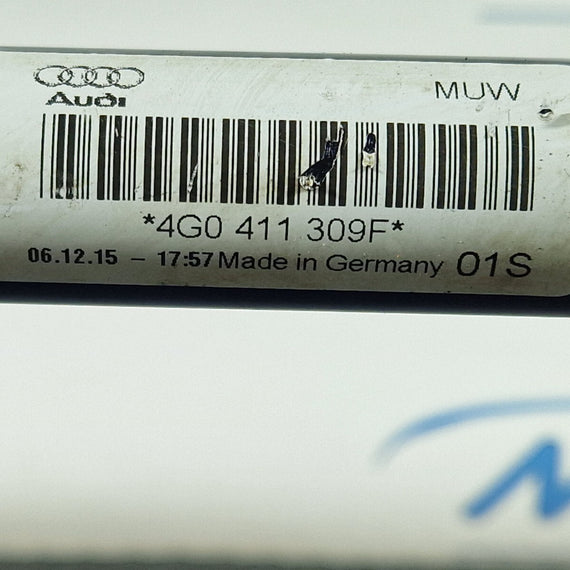 MUW
Audi
*4G0 411 309F*
06.12.15 – 17:57 Made in Germany 01S